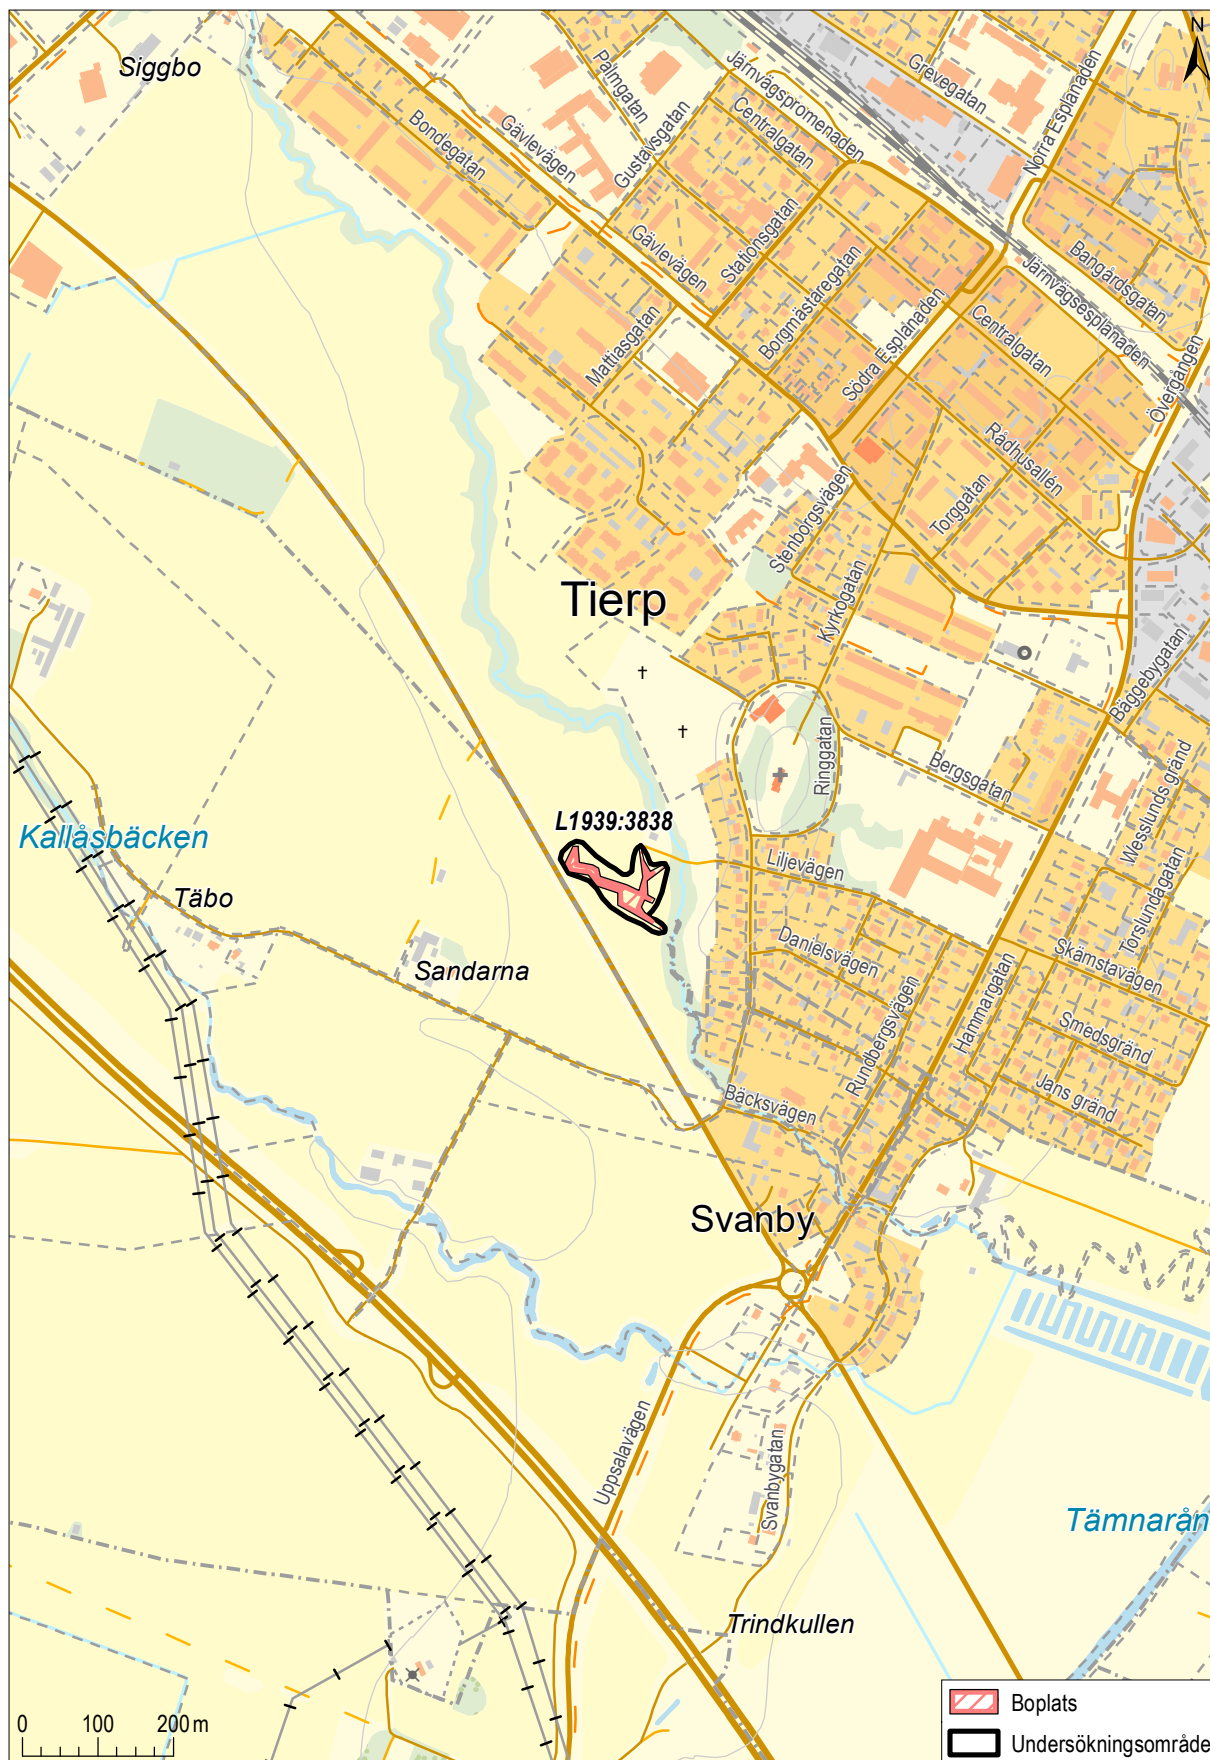 N
Siggbo
Palmgatan
Järnvägspromenaden
Grevegatan
Norra Esplanaden
Bondegatan
Gävlevägen
Gustavsgatan
Centralgatan
Gävlevägen
Stationsgatan
Bangårdsgatan
Järnvägsesplanaden
Mattiasgatan
Borgmästaregatan
Södra Esplanaden
Centralgatan
Övergången
Rådhusallén
Torggatan
Stenborgsvägen
Tierp
Kyrkogatan
Bäggebygatan
Ringgatan
Bergsgatan
Wesslunds gränd
L1939:3838
Kallåsbäcken
Liljevägen
Täbo
Torslundagatan
Danielsvägen
Skämstavägen
Sandarna
Rundbergsvägen
Hammargatan
Smedsgränd
Bäcksvägen
Jans gränd
Svanby
Uppsalavägen
Svanbygatan
Tämnarån
Trindkullen
0 100 200 m
Boplats
Undersökningsområde